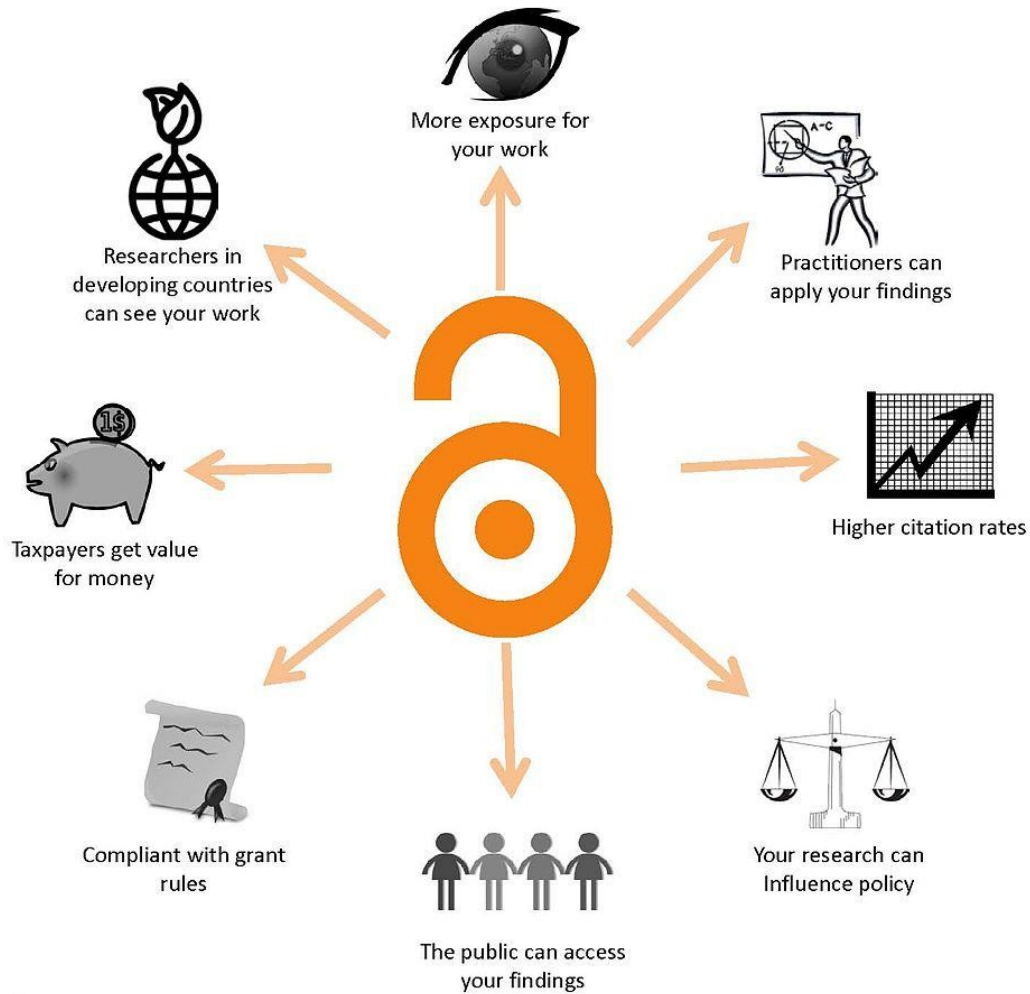 More exposure for
your work
A-C
Practitioners can
apply your findings
Higher citation rates
Your research can
Influence policy
The public can access
your findings
Compliant with grant
rules
1$
Taxpayers get value
for money
Researchers in
developing countries
can see your work